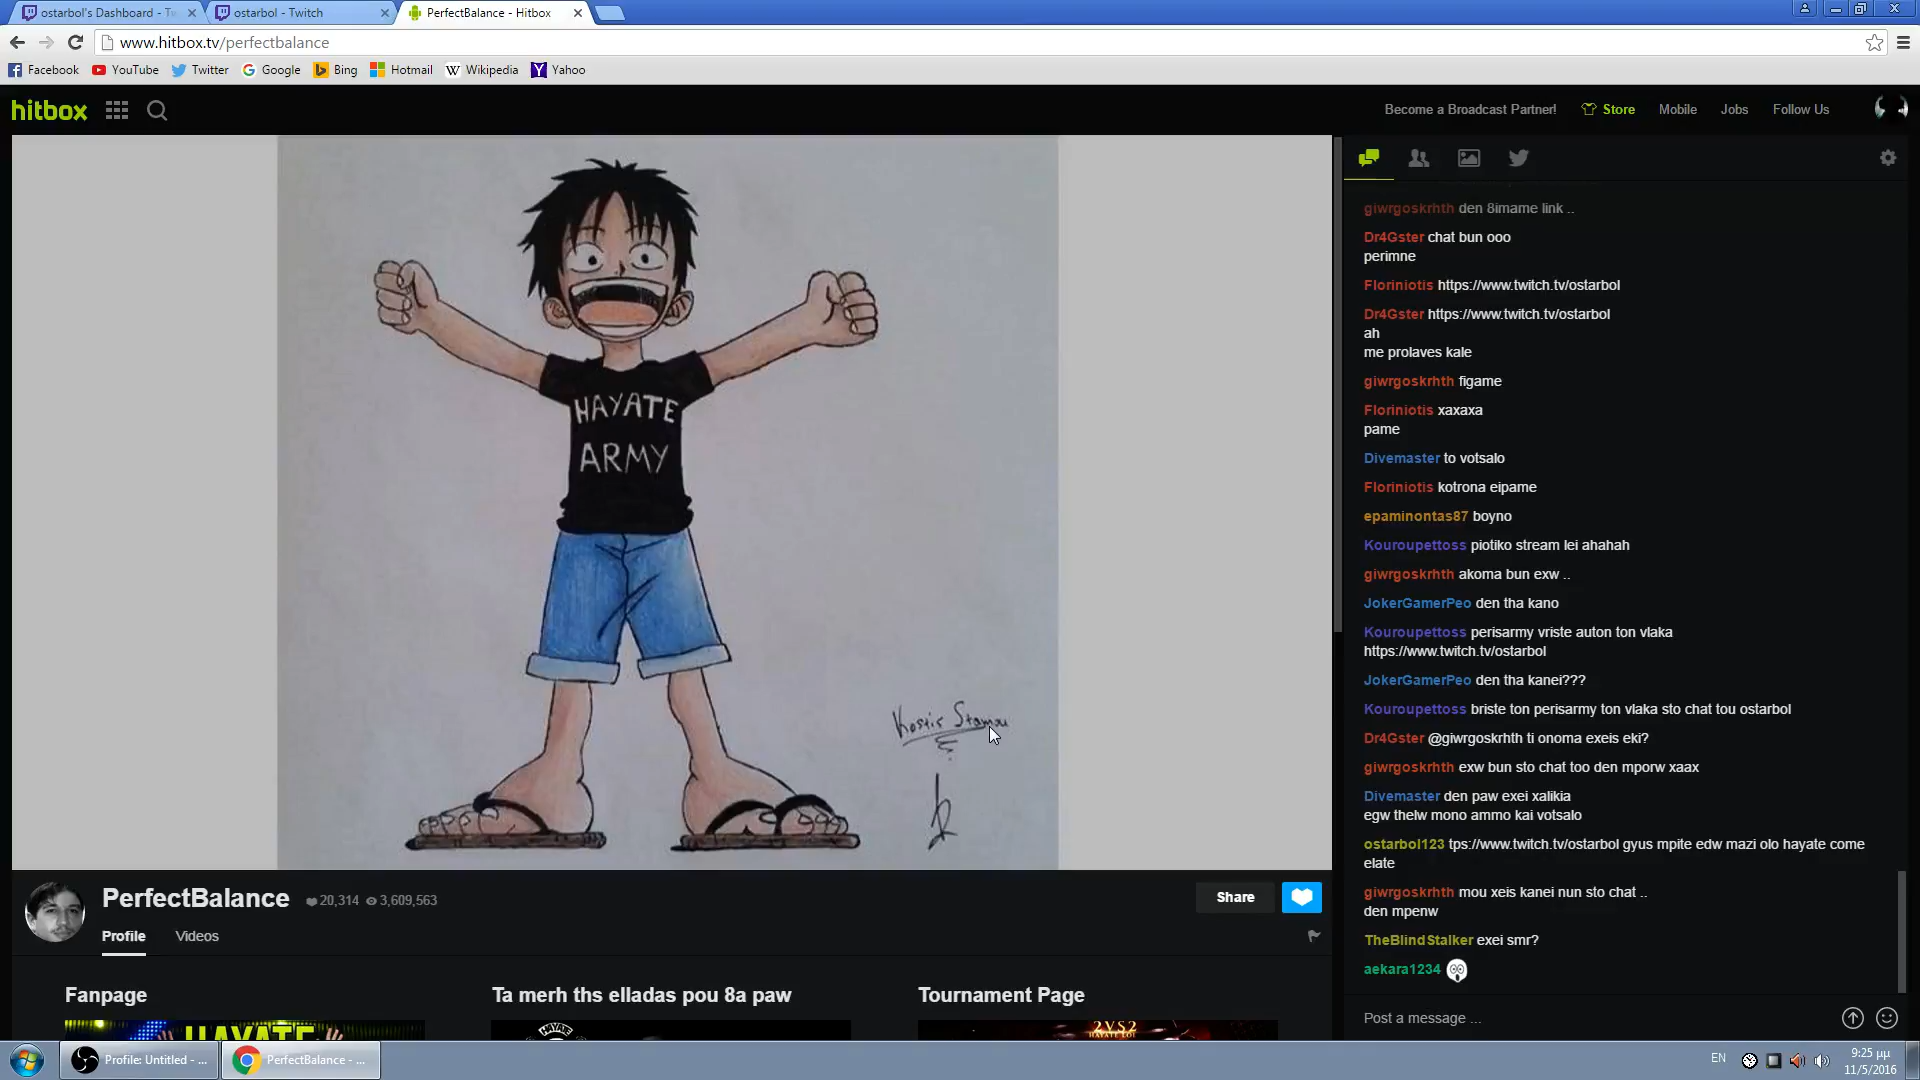 ostarbol's Dashboard - Tw
ostarbol - Twitch
PerfectBalance - Hitbox
www.hitbox.tv/perfectbalance
Facebook
YouTube
Twitter
Google
Bing
Hotmail
Wikipedia
Yahoo
hitbox
Become a Broadcast Partner!
Store
Mobile
Jobs
Follow Us
HAYATE
ARMY
Kostis Stamou
giwrgoskrhth den 8imame link ..
Dr4Gster chat bun ooo
perimne
Floriniotis https://www.twitch.tv/ostarbol
Dr4Gster https://www.twitch.tv/ostarbol
ah
me prolaves kale
giwrgoskrhth figame
Floriniotis xaxaxa
pame
Divemaster to votsalo
Floriniotis kotrona eipame
epaminontas87 boyno
Kouroupettoss piotiko stream lei ahahah
giwrgoskrhth akoma bun exw ..
JokerGamerPeo den tha kano
Kouroupettoss perisarmy vriste auton ton vlaka
https://www.twitch.tv/ostarbol
JokerGamerPeo den tha kanei???
Kouroupettoss briste ton perisarmy ton vlaka sto chat tou ostarbol
Dr4Gster @giwrgoskrhth ti onoma exeis eki?
giwrgoskrhth exw bun sto chat too den mporw xaax
Divemaster den paw exei xalikia
egw thelw mono ammo kai votsalo
ostarbol123 tps://www.twitch.tv/ostarbol gyus mpite edw mazi olo hayate come
elate
giwrgoskrhth mou xeis kanei nun sto chat ..
den mpenw
TheBlindStalker exei smr?
aekara1234
Post a message ...
PerfectBalance
20,314
3,609,563
Share
Profile
Videos
Fanpage
Ta merh ths elladas pou 8a paw
Tournament Page
HAYATE
2VS2
Profile: Untitled - ...
PerfectBalance - ...
EN
9:25 μμ
11/5/2016